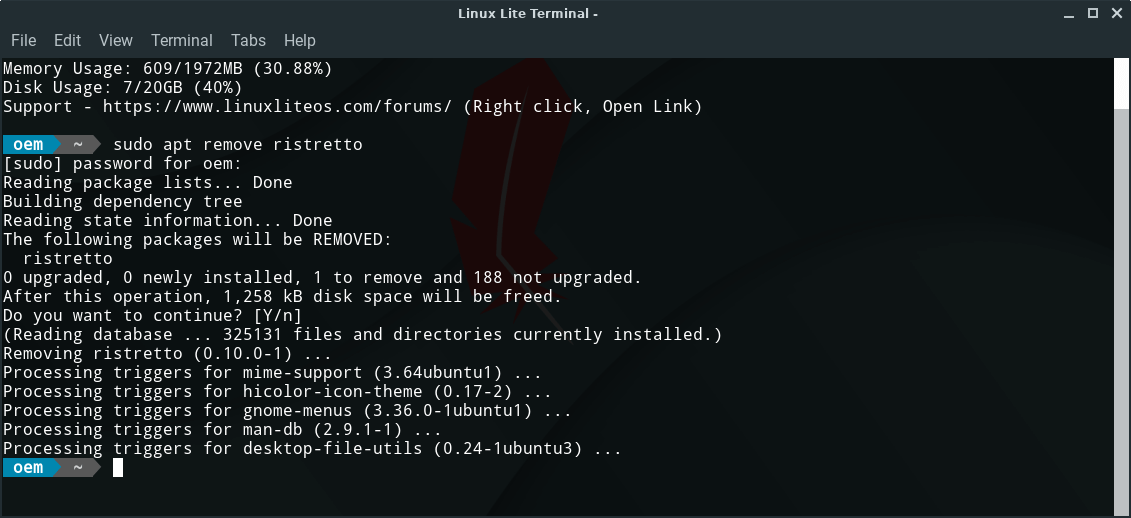 Linux Lite Terminal -
File Edit View Terminal Tabs Help
Memory Usage: 609/1972MB (30.88%)
Disk Usage: 7/20GB (40%)
Support - https://www.linuxliteos.com/forums/ (Right click, Open Link)
oem ~ sudo apt remove ristretto
[sudo] password for oem:
Reading package lists... Done
Building dependency tree
Reading state information... Done
The following packages will be REMOVED:
  ristretto
0 upgraded, 0 newly installed, 1 to remove and 188 not upgraded.
After this operation, 1,258 kB disk space will be freed.
Do you want to continue? [Y/n]
(Reading database ... 325131 files and directories currently installed.)
Removing ristretto (0.10.0-1) ...
Processing triggers for mime-support (3.64ubuntu1) ...
Processing triggers for hicolor-icon-theme (0.17-2) ...
Processing triggers for gnome-menus (3.36.0-1ubuntu1) ...
Processing triggers for man-db (2.9.1-1) ...
Processing triggers for desktop-file-utils (0.24-1ubuntu3) ...
oem ~